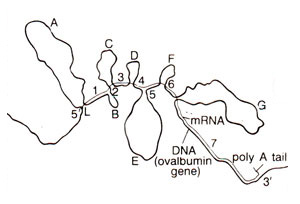 A
C
D
F
1
3
4
6
5'
L
2
B
5
G
E
mRNA
DNA
(ovalbumin
gene)
7
poly A tail
3'